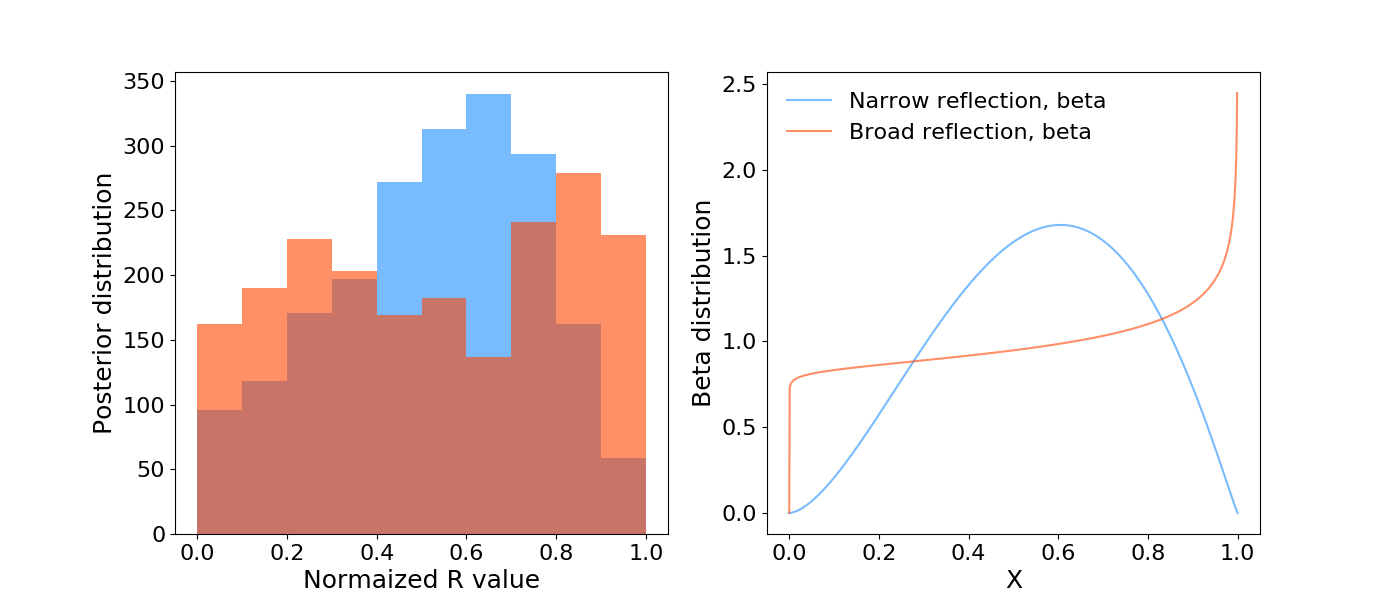 Posterior distribution
350
300
250
200
150
100
50
0
0.0 0.2 0.4 0.6 0.8 1.0
Normaized R value
Beta distribution
2.5
2.0
1.5
1.0
0.5
0.0
Narrow reflection, beta
Broad reflection, beta
0.0 0.2 0.4 0.6 0.8 1.0
X